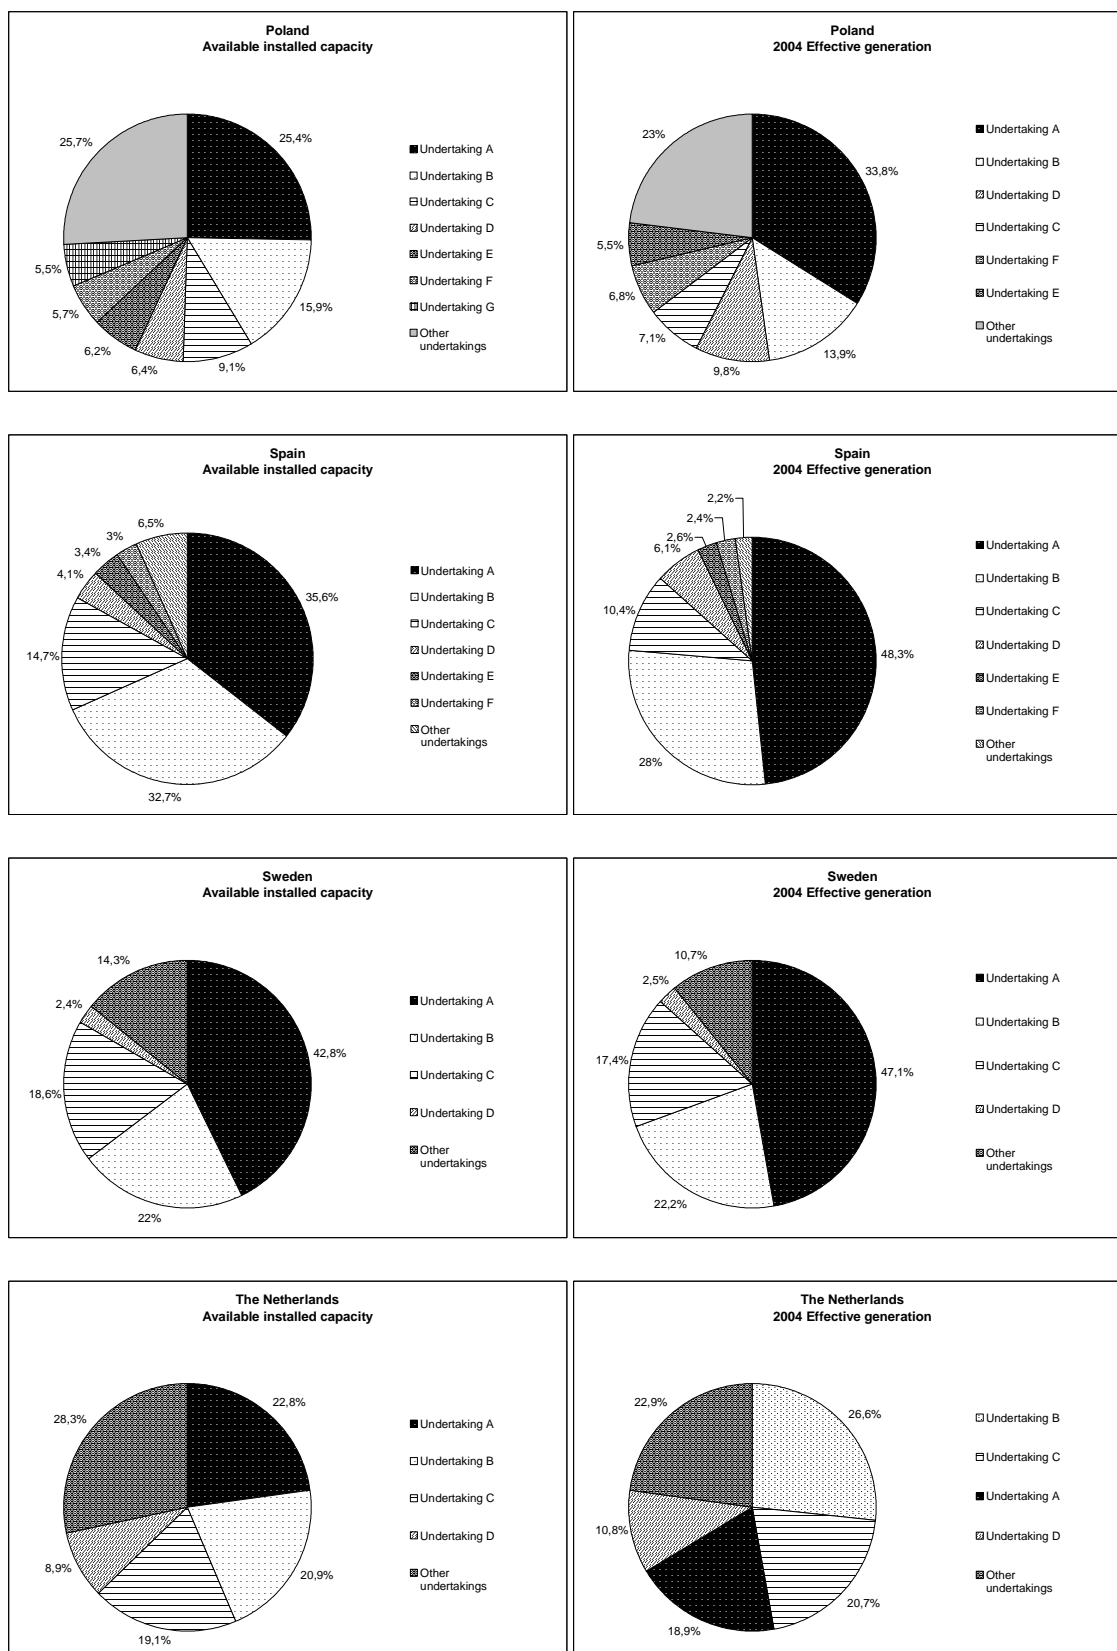 Poland
Available installed capacity
25,4%
15,9%
9,1%
6,4%
6,2%
5,7%
5,5%
25,7%
Undertaking A
Undertaking B
Undertaking C
Undertaking D
Undertaking E
Undertaking F
Undertaking G
Other
undertakings
Poland
2004 Effective generation
33,8%
13,9%
9,8%
7,1%
6,8%
5,5%
23%
Undertaking A
Undertaking B
Undertaking D
Undertaking C
Undertaking F
Undertaking E
Other
undertakings
Spain
Available installed capacity
35,6%
32,7%
14,7%
4,1%
3,4%
3%
6,5%
Undertaking A
Undertaking B
Undertaking C
Undertaking D
Undertaking E
Undertaking F
Other
undertakings
Spain
2004 Effective generation
48,3%
28%
10,4%
6,1%
2,6%
2,4%
2,2%
Undertaking A
Undertaking B
Undertaking C
Undertaking D
Undertaking E
Undertaking F
Other
undertakings
Sweden
Available installed capacity
42,8%
22%
18,6%
2,4%
14,3%
Undertaking A
Undertaking B
Undertaking C
Undertaking D
Other
undertakings
Sweden
2004 Effective generation
47,1%
22,2%
17,4%
2,5%
10,7%
Undertaking A
Undertaking B
Undertaking C
Undertaking D
Other
undertakings
The Netherlands
Available installed capacity
22,8%
20,9%
19,1%
8,9%
28,3%
Undertaking A
Undertaking B
Undertaking C
Undertaking D
Other
undertakings
The Netherlands
2004 Effective generation
26,6%
20,7%
18,9%
10,8%
22,9%
Undertaking B
Undertaking C
Undertaking A
Undertaking D
Other
undertakings